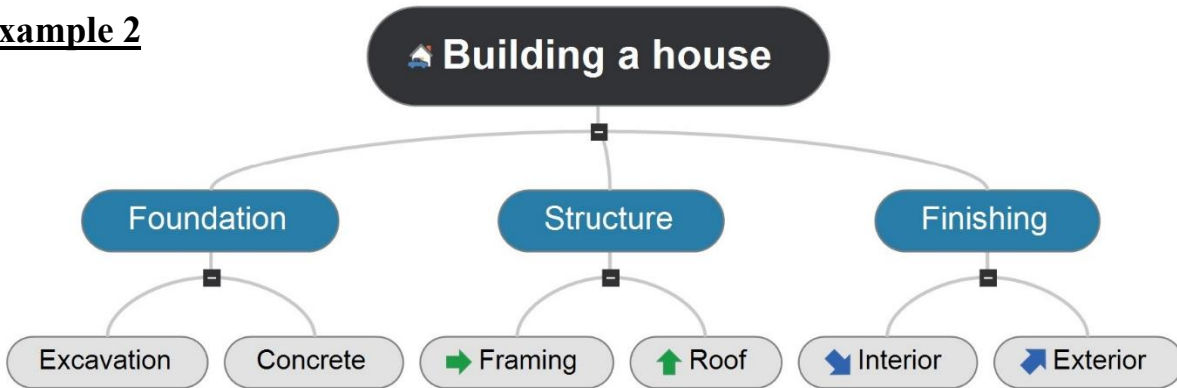 xample 2
Building a house
Foundation Structure Finishing
Excavation Concrete Framing Roof Interior Exterior